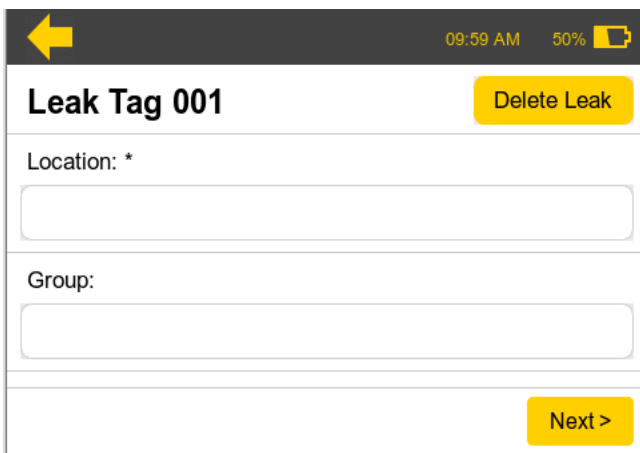 09:59 AM 50%
Leak Tag 001 Delete Leak
Location: *
Group:
Next >